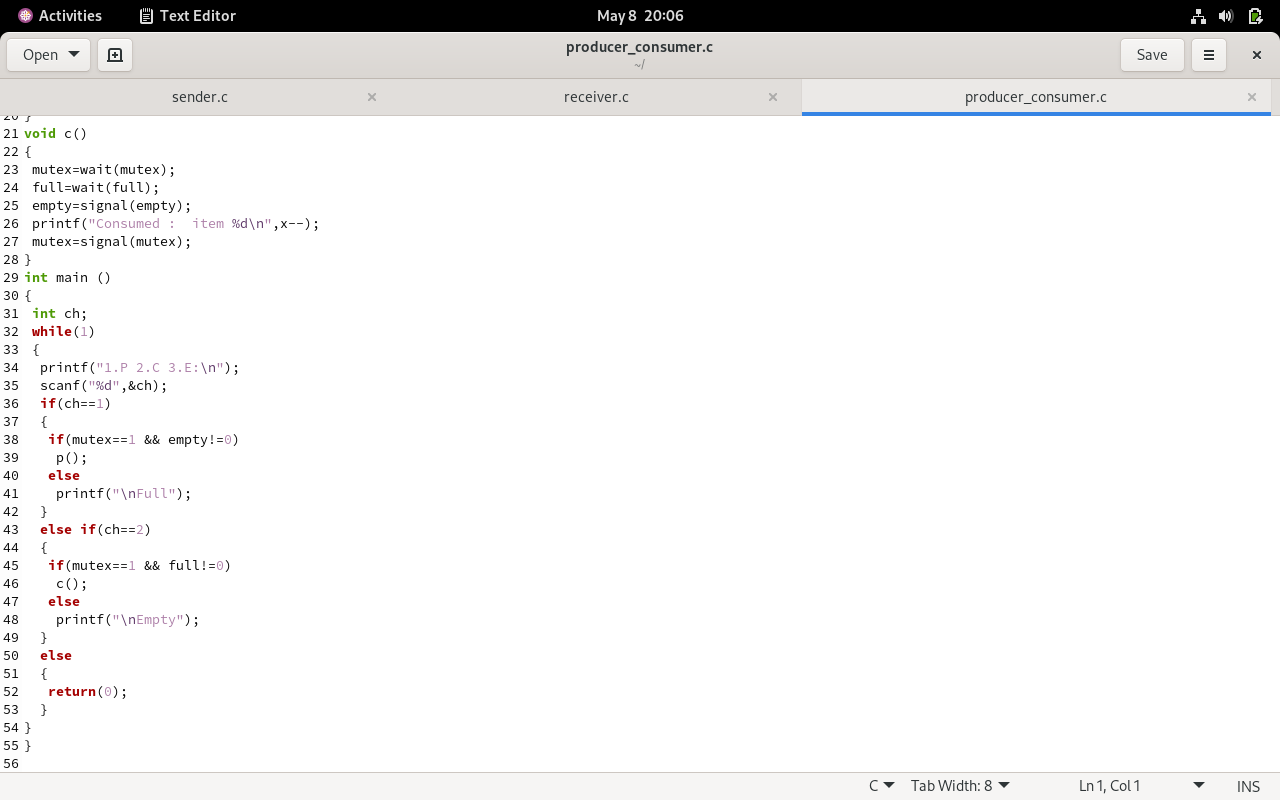 Activities Text Editor May 8 20:06
Open producer_consumer.c Save
~/
sender.c receiver.c producer_consumer.c
20 }
21 void c()
22 {
23  mutex=wait(mutex);
24  full=wait(full);
25  empty=signal(empty);
26  printf("Consumed :  item %d\n",x--);
27  mutex=signal(mutex);
28 }
29 int main ()
30 {
31  int ch;
32  while(1)
33  {
34   printf("1.P 2.C 3.E:\n");
35   scanf("%d",&ch);
36   if(ch==1)
37   {
38    if(mutex==1 && empty!=0)
39     p();
40    else
41     printf("\nFull");
42   }
43   else if(ch==2)
44   {
45    if(mutex==1 && full!=0)
46     c();
47    else
48     printf("\nEmpty");
49   }
50   else
51   {
52    return(0);
53   }
54 }
55 }
56
C Tab Width: 8 Ln 1, Col 1 INS